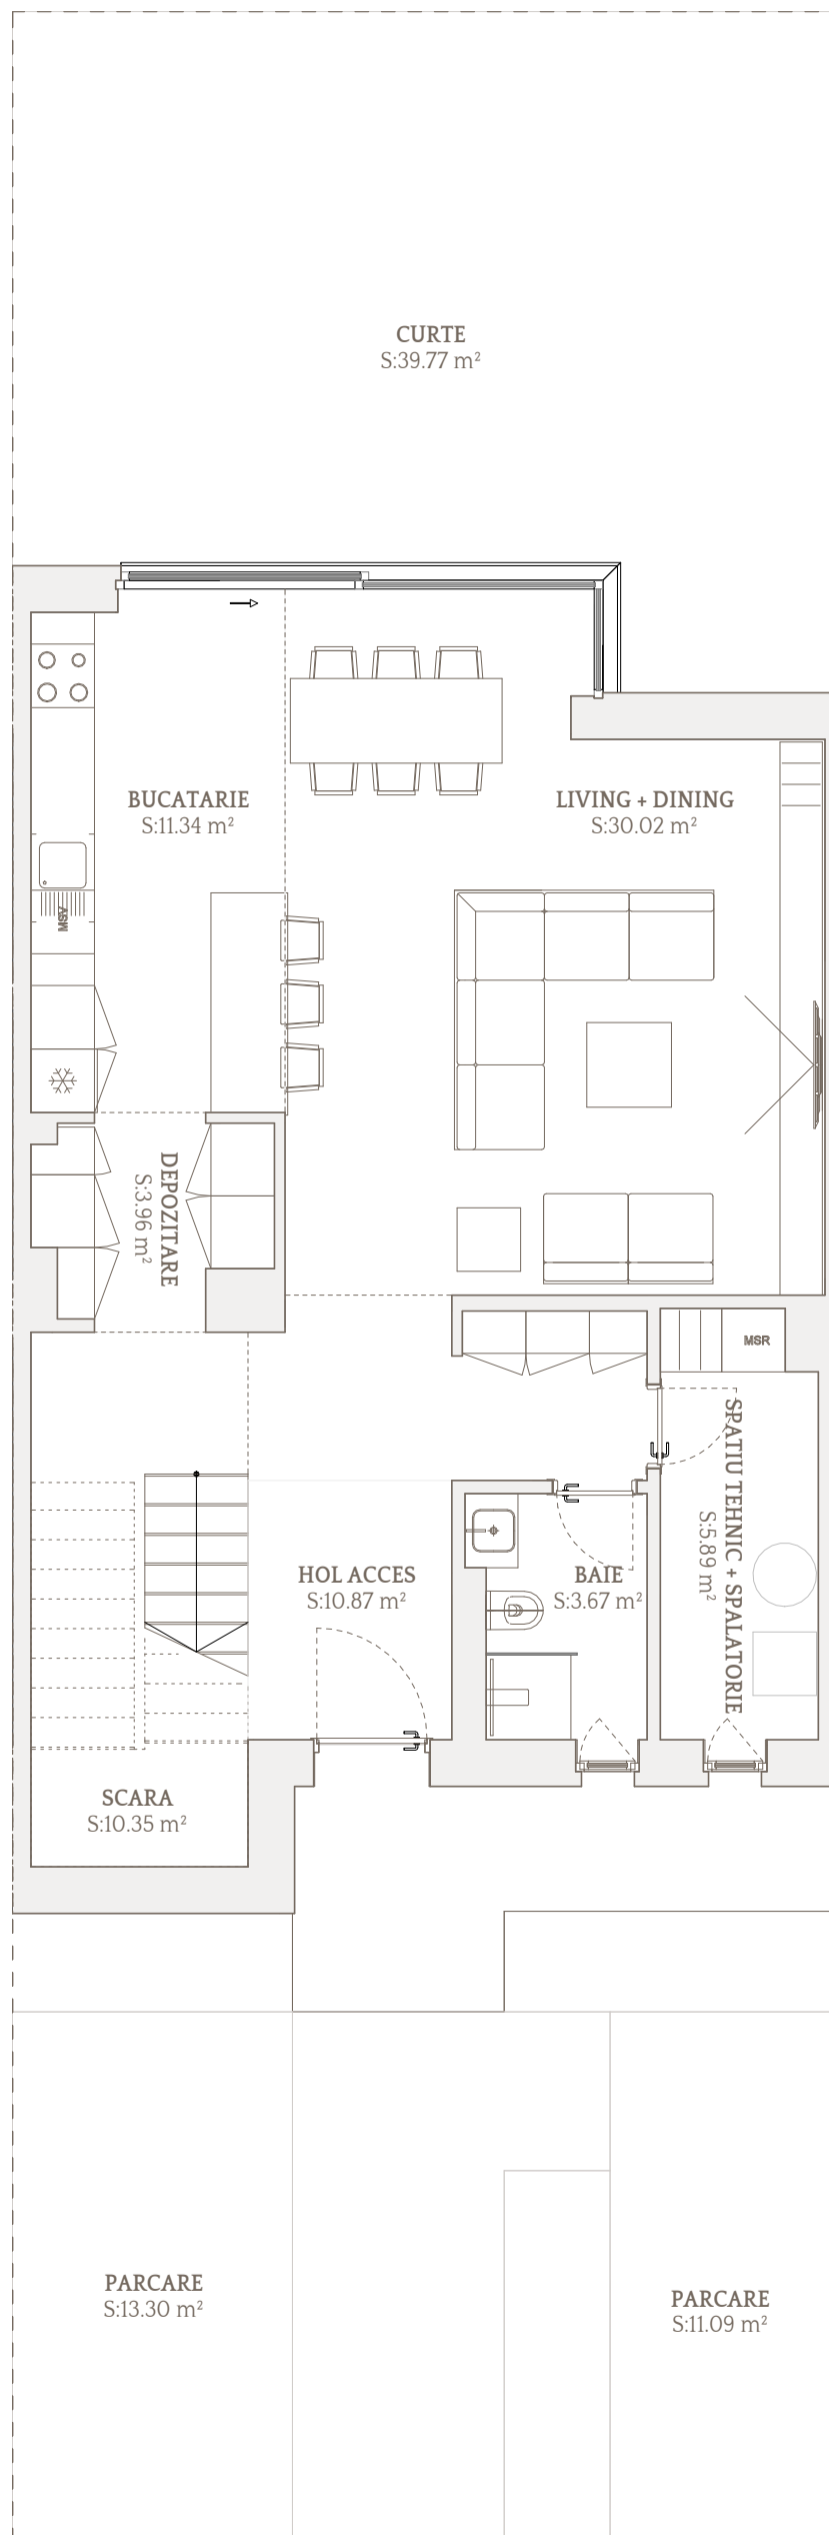 CURTE
S:39.77 m²
BUCATARIE
S:11.34 m²
LIVING + DINING
S:30.02 m²
MSV
DEPOZITARE
S:3.96 m²
MSR
SPATIU TEHNIC + SPALATORIE
S:5.89 m²
HOL ACCES
S:10.87 m²
BAIE
S:3.67 m²
SCARA
S:10.35 m²
PARCARE
S:13.30 m²
PARCARE
S:11.09 m²